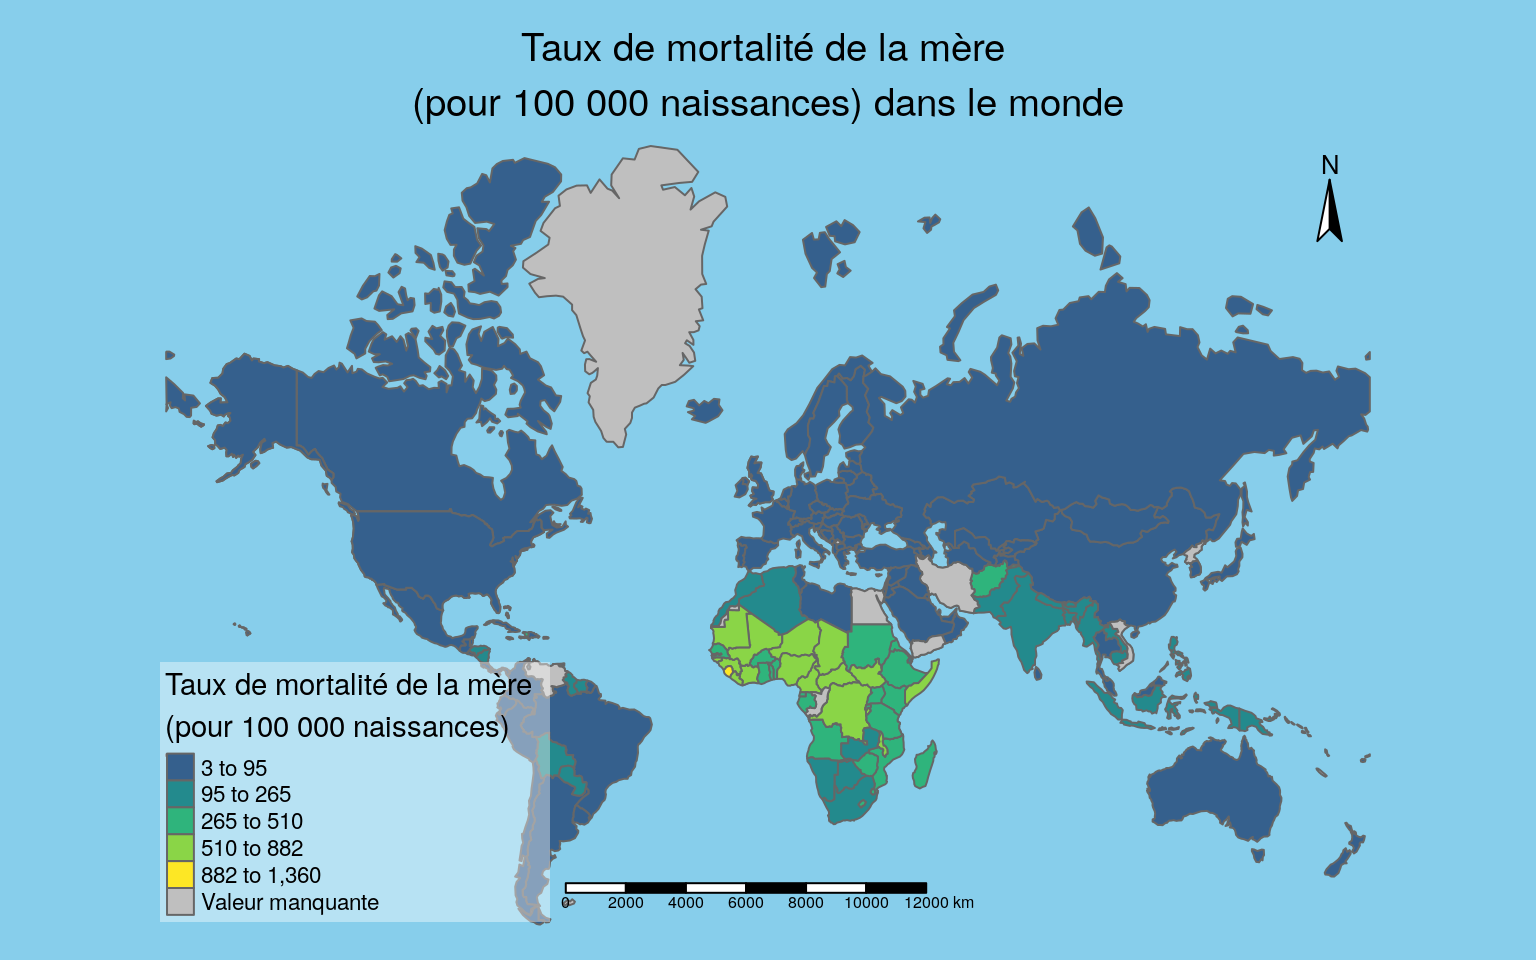 Taux de mortalité de la mère
(pour 100 000 naissances) dans le monde
N
Taux de mortalité de la mère
(pour 100 000 naissances)
3 to 95
95 to 265
265 to 510
510 to 882
882 to 1,360
Valeur manquante
0 2000 4000 6000 8000 10000 12000 km